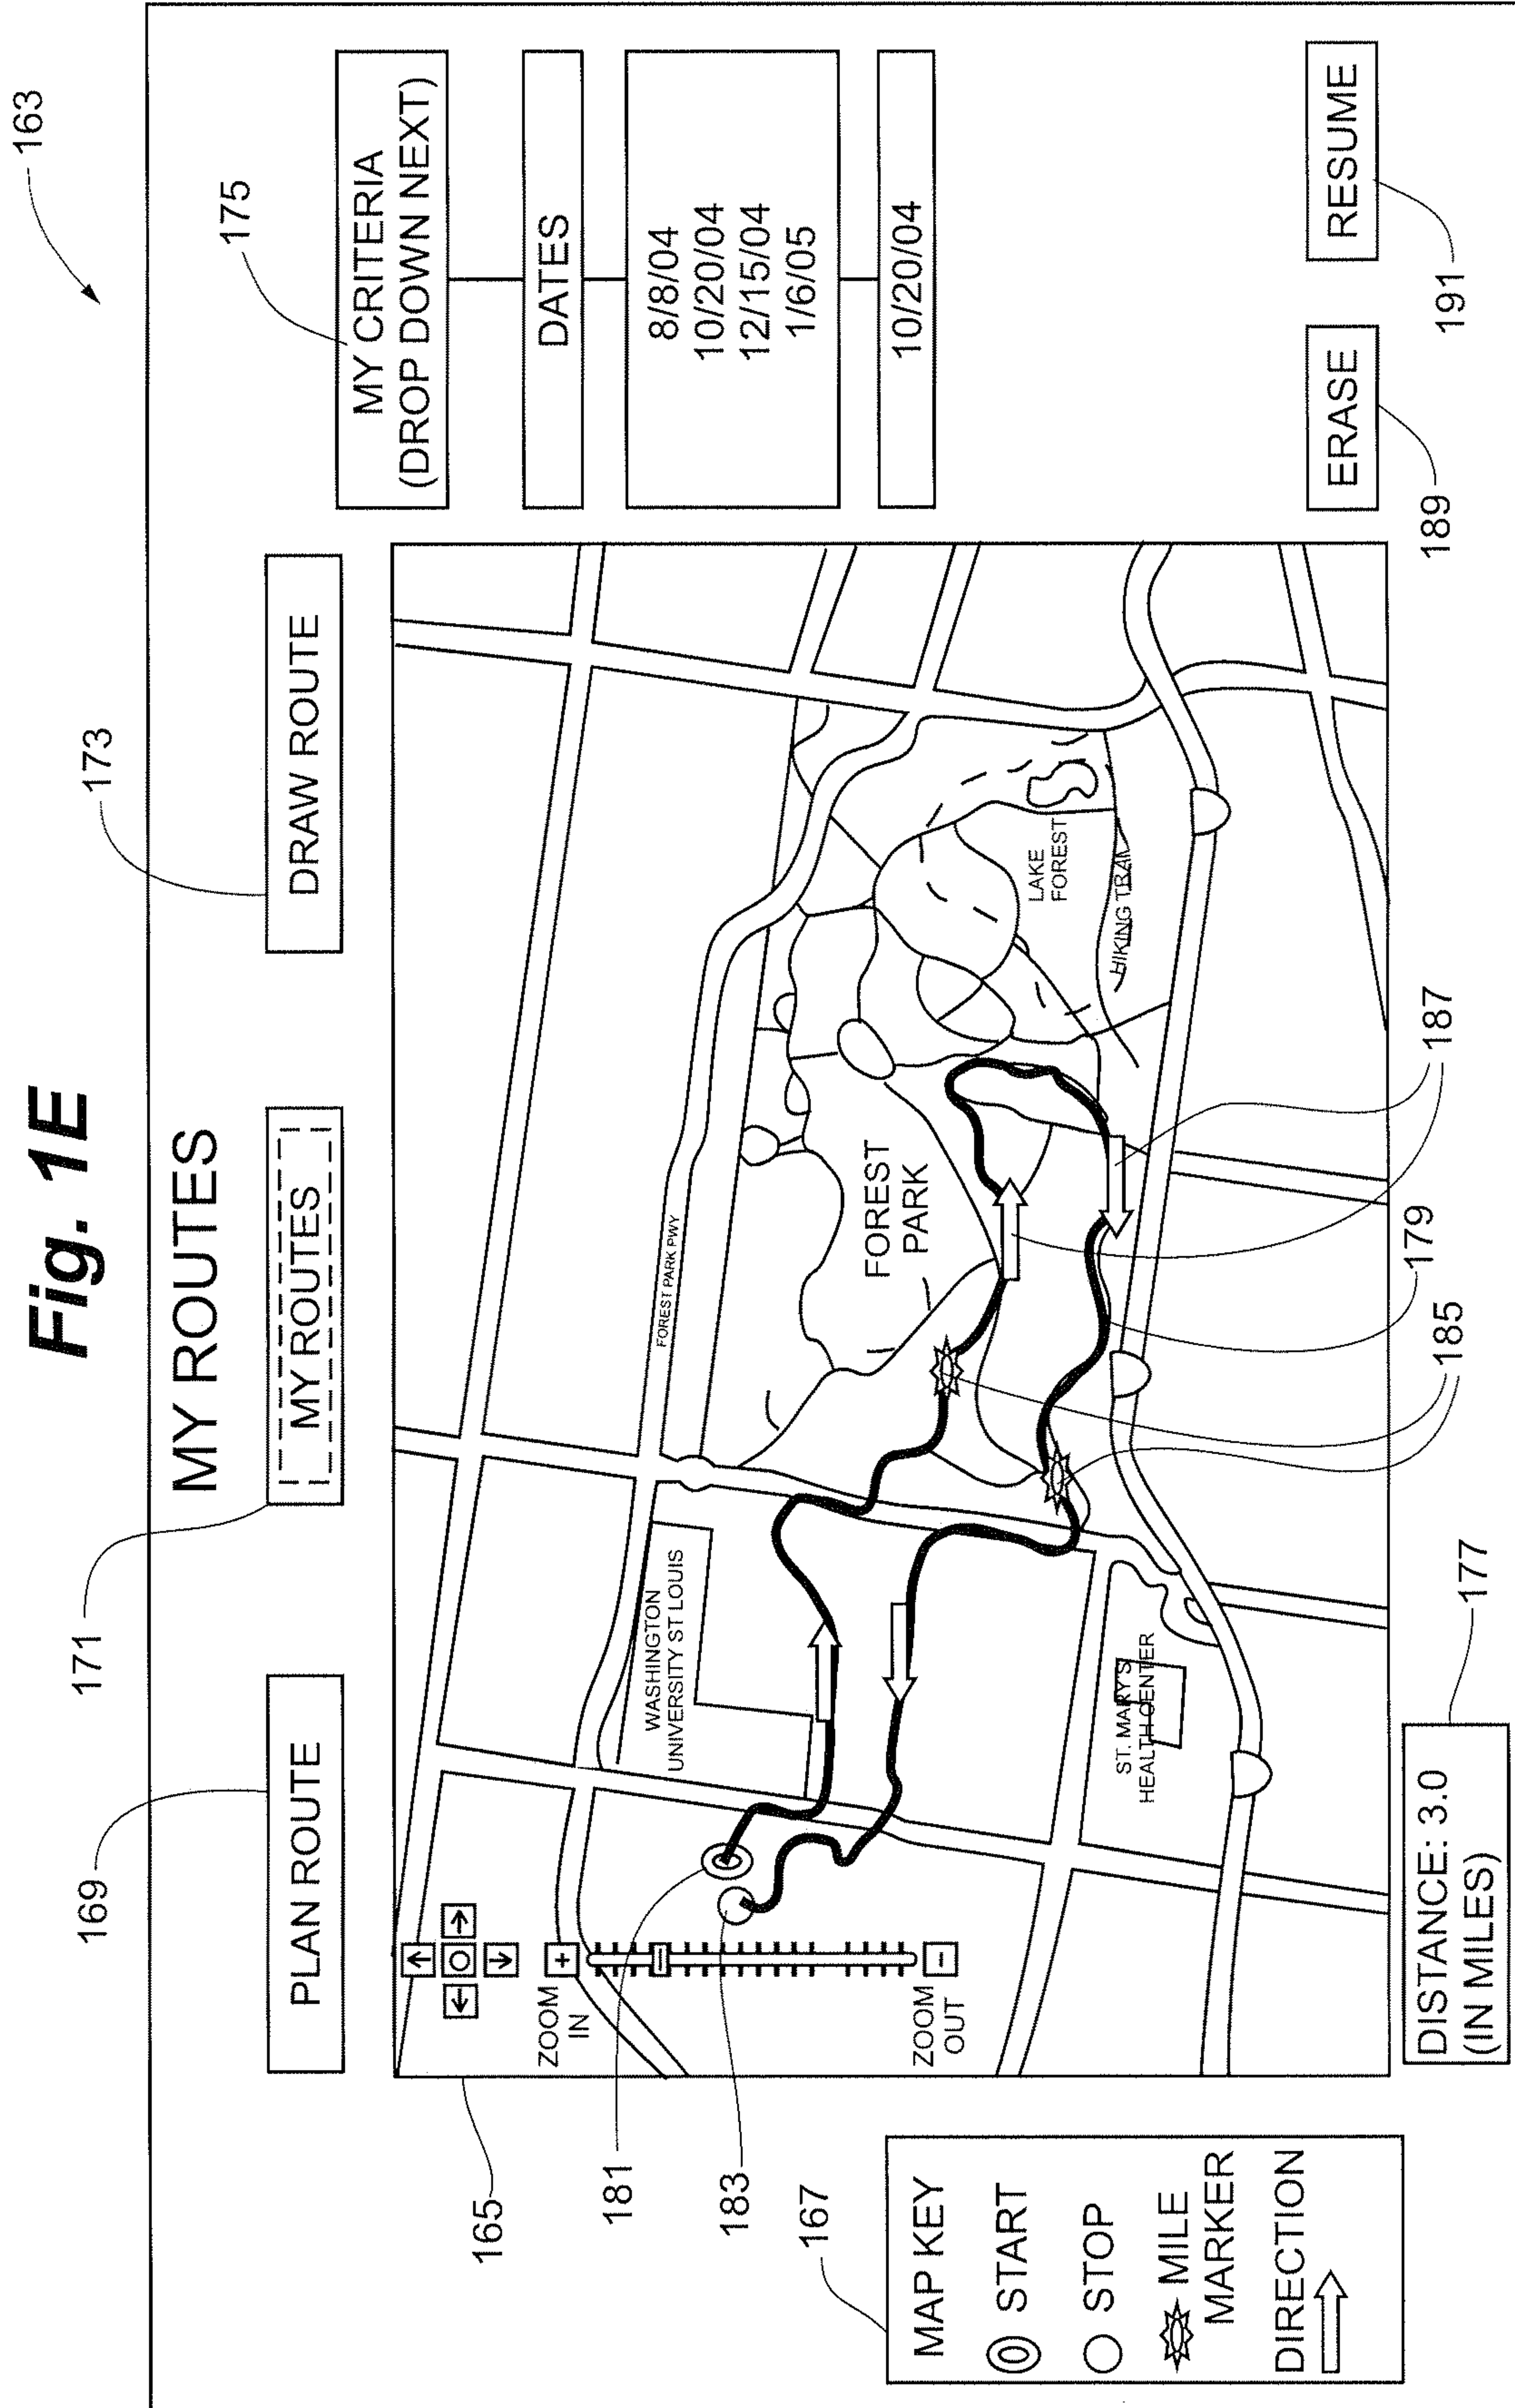 Fig. 1E
163
MY ROUTES
169
171
173
175
PLAN ROUTE
MY ROUTES
DRAW ROUTE
MY CRITERIA
(DROP DOWN NEXT)
DATES
8/8/04
10/20/04
12/15/04
1/6/05
10/20/04
165
ZOOM
IN
+
ZOOM
OUT
−
181
183
167
MAP KEY
START
STOP
MILE
MARKER
DIRECTION
FOREST PARK PWY
WASHINGTON
UNIVERSITY ST LOUIS
FOREST
PARK
LAKE
FOREST
HIKING TRAIL
ST. MARY'S
HEALTH CENTER
ERASE
RESUME
189
191
DISTANCE: 3.0
(IN MILES)
177
185
179
187